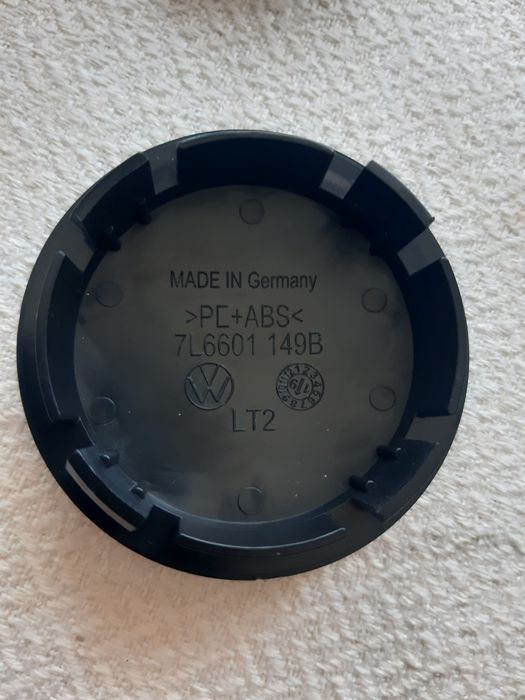 MADE IN Germany
>PE+ABS<
7L6601 149B
LT2